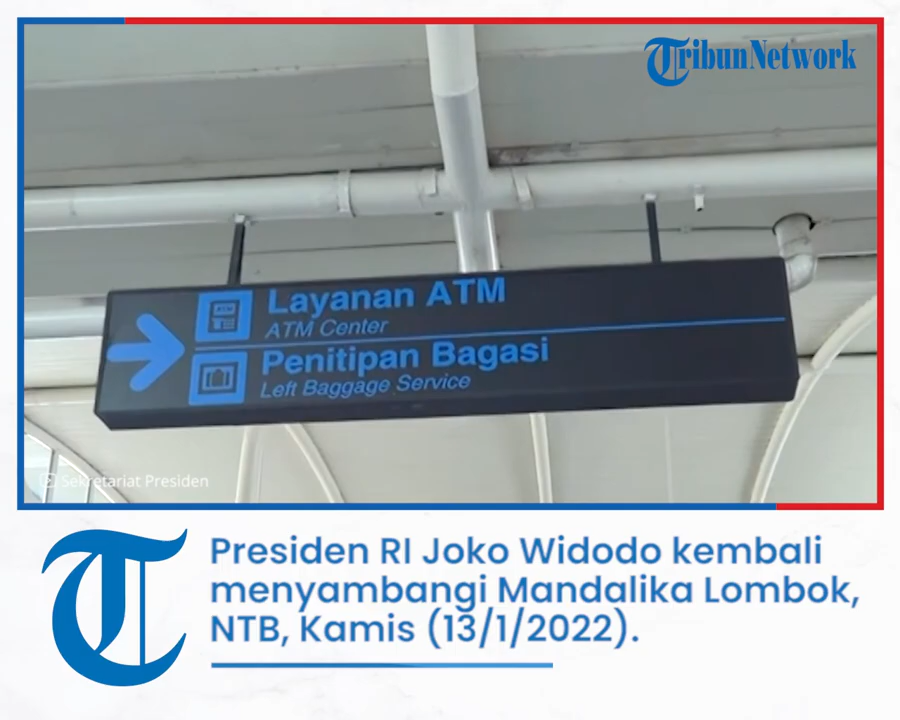 TribunNetwork
Layanan ATM
ATM Center
Penitipan Bagasi
Left Baggage Service
Sekretariat Presiden
T
Presiden RI Joko Widodo kembali
menyambangi Mandalika Lombok,
NTB, Kamis (13/1/2022).